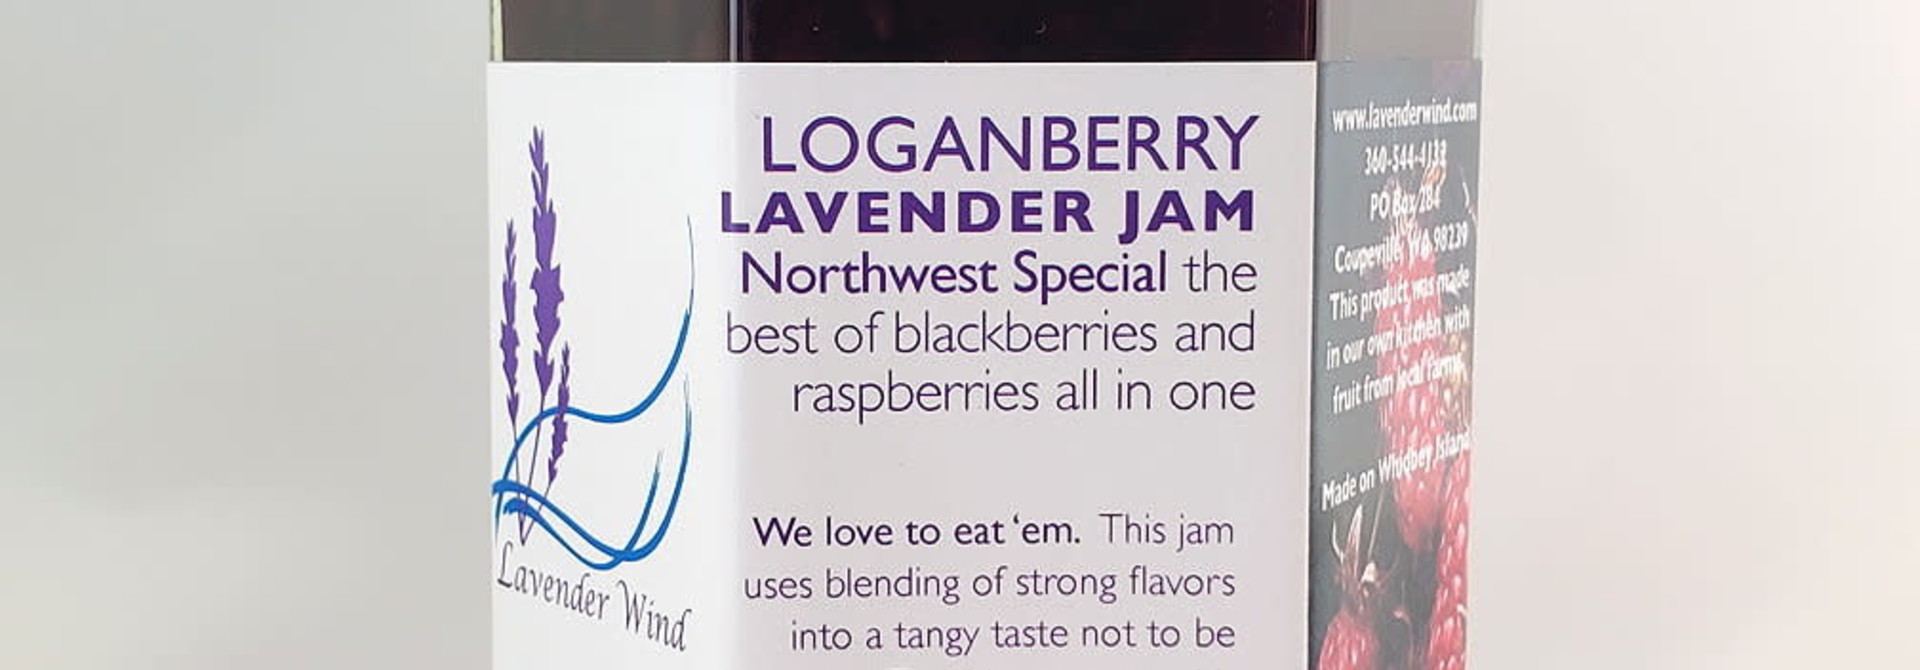 LOGANBERRY
LAVENDER JAM
Northwest Special the
best of blackberries and
raspberries all in one
We love to eat ‘em. This jam
uses blending of strong flavors
into a tangy taste not to be
Lavender Wind
www.lavenderwind.com
360-544-4132
PO Box 284
Coupeville, WA 98239
This product was made
in our own kitchen with
fruit from local farms.
Made on Whidbey Island